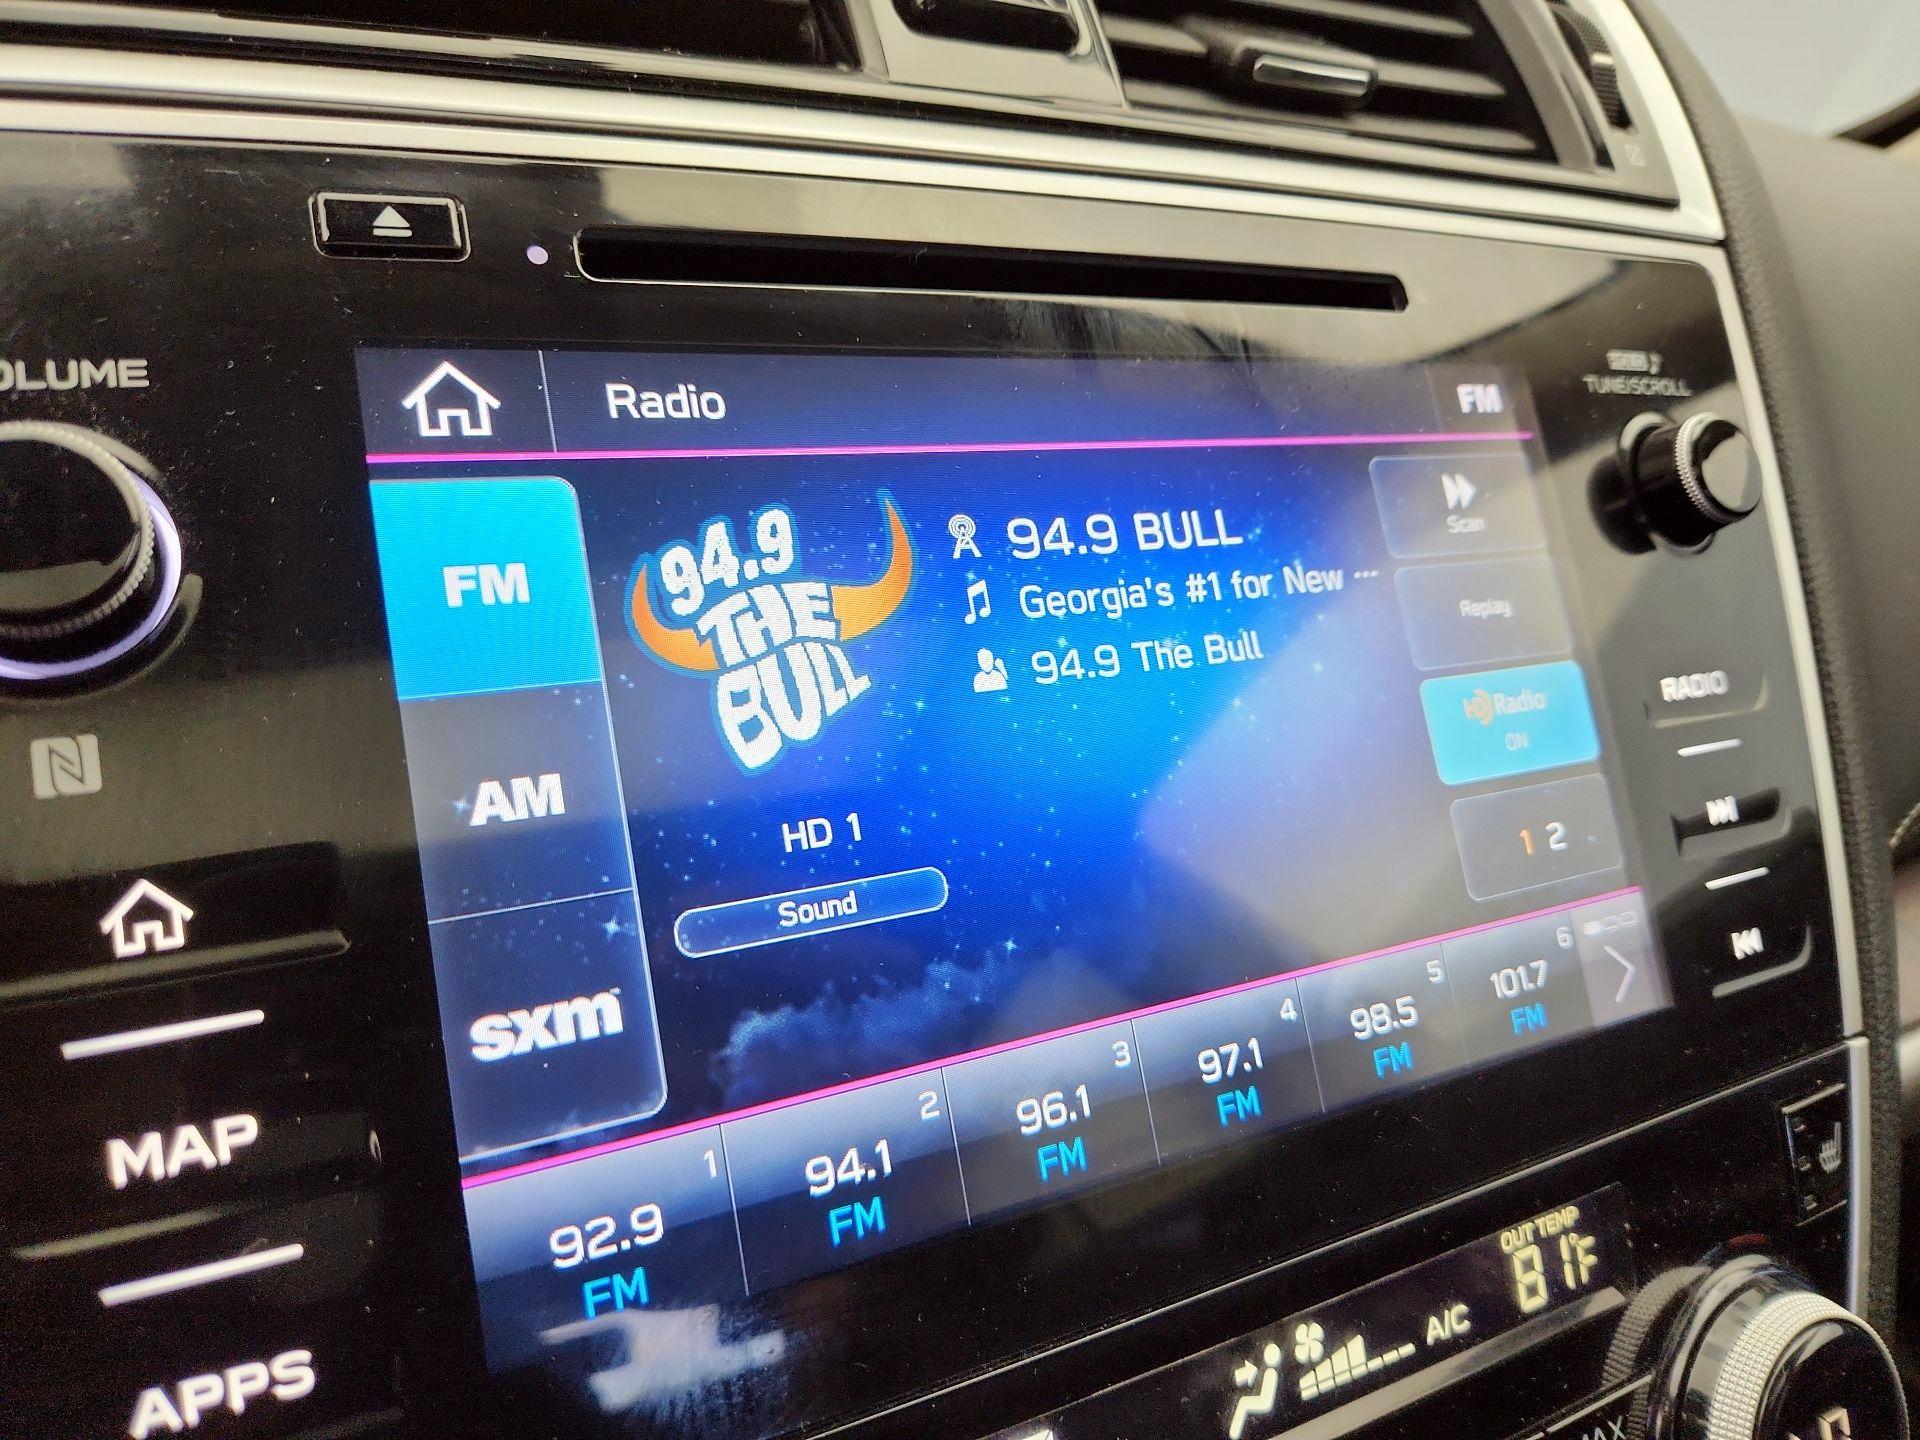 OLUME
TUNE/SCROLL
Radio
FM
FM
AM
sxm
94.9
THE
BULL
94.9 BULL
Georgia's #1 for New ...
94.9 The Bull
Scan
Replay
HD Radio
ON
1 2
HD 1
Sound
RADIO
1
92.9
FM
2
94.1
FM
3
96.1
FM
4
97.1
FM
5
98.5
FM
6
101.7
FM
MAP
APPS
A/C
OUT TEMP
81°F
MAX